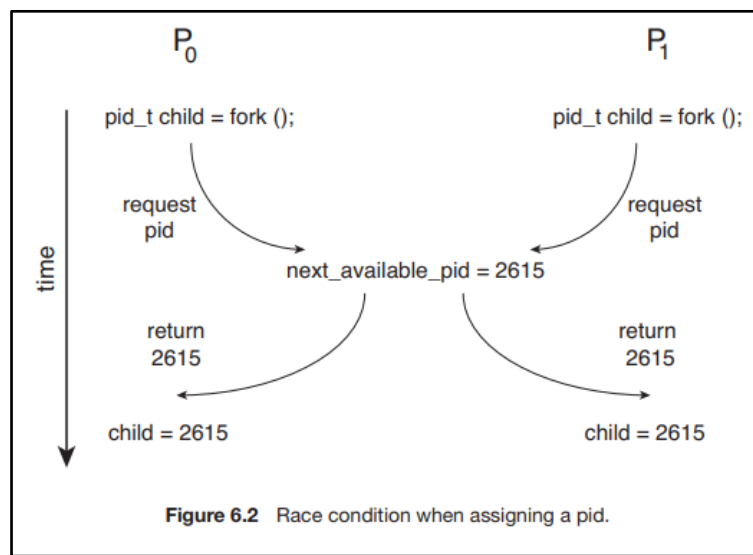 P0
P1
pid_t child = fork ();
pid_t child = fork ();
request
pid
request
pid
time
next_available_pid = 2615
return
2615
return
2615
child = 2615
child = 2615
Figure 6.2 Race condition when assigning a pid.